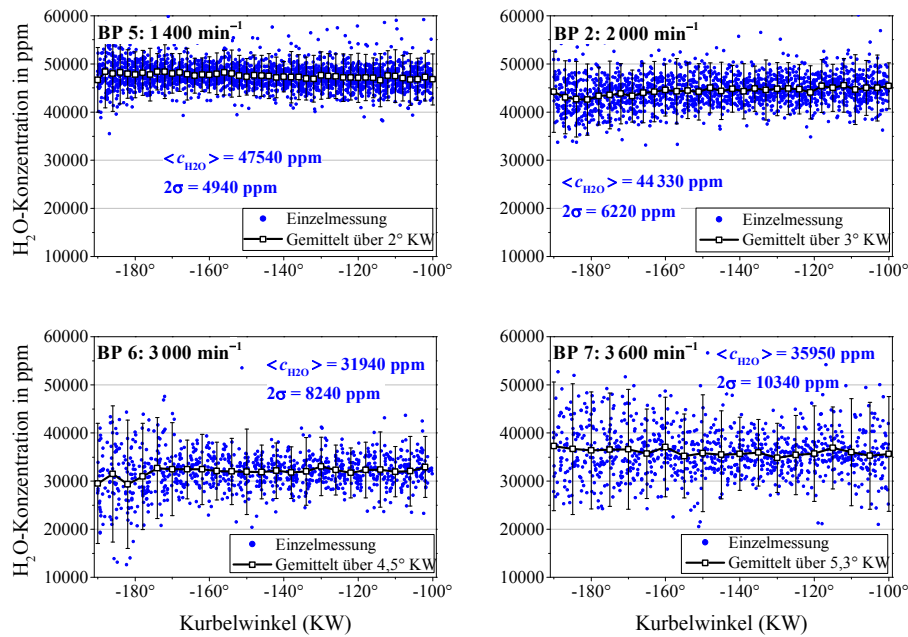 BP 5: 1 400 min⁻¹
H₂O-Konzentration in ppm
60000
50000
40000
30000
20000
10000
<c_H2O> = 47540 ppm
2σ = 4940 ppm
Einzelmessung
Gemittelt über 2° KW
-180° -160° -140° -120° -100°
BP 2: 2 000 min⁻¹
60000
50000
40000
30000
20000
10000
<c_H2O> = 44 330 ppm
2σ = 6220 ppm
Einzelmessung
Gemittelt über 3° KW
-180° -160° -140° -120° -100°
BP 6: 3 000 min⁻¹
H₂O-Konzentration in ppm
60000
50000
40000
30000
20000
10000
<c_H2O> = 31940 ppm
2σ = 8240 ppm
Einzelmessung
Gemittelt über 4,5° KW
-180° -160° -140° -120° -100°
Kurbelwinkel (KW)
BP 7: 3 600 min⁻¹
60000
50000
40000
30000
20000
10000
<c_H2O> = 35950 ppm
2σ = 10340 ppm
Einzelmessung
Gemittelt über 5,3° KW
-180° -160° -140° -120° -100°
Kurbelwinkel (KW)